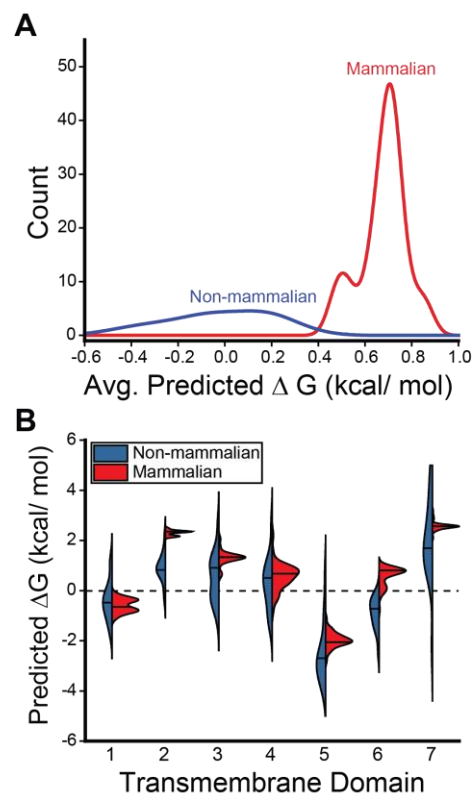 A
Count
50
40
30
20
10
0
Mammalian
Non-mammalian
-0.6 -0.4 -0.2 0.0 0.2 0.4 0.6 0.8 1.0
Avg. Predicted Δ G (kcal/ mol)
B
Predicted ΔG (kcal/ mol)
6
4
2
0
-2
-4
-6
Non-mammalian
Mammalian
1 2 3 4 5 6 7
Transmembrane Domain